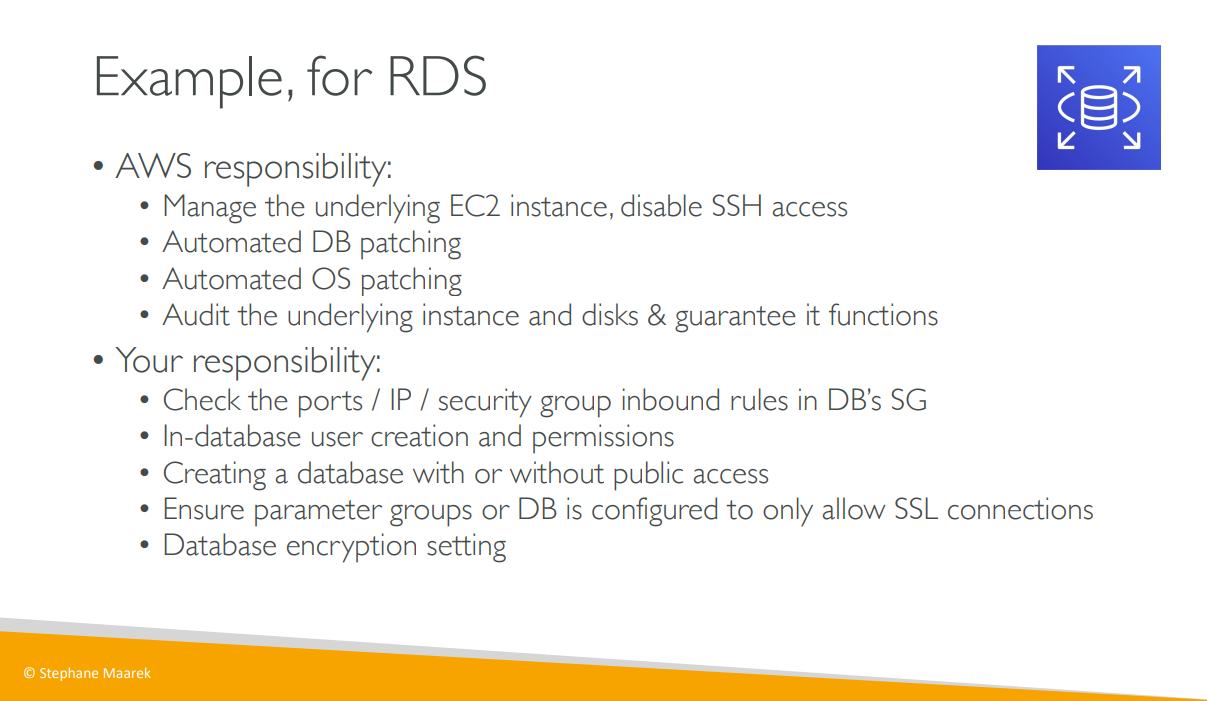 Example, for RDS
• AWS responsibility:
• Manage the underlying EC2 instance, disable SSH access
• Automated DB patching
• Automated OS patching
• Audit the underlying instance and disks & guarantee it functions
• Your responsibility:
• Check the ports / IP / security group inbound rules in DB’s SG
• In-database user creation and permissions
• Creating a database with or without public access
• Ensure parameter groups or DB is configured to only allow SSL connections
• Database encryption setting
© Stephane Maarek